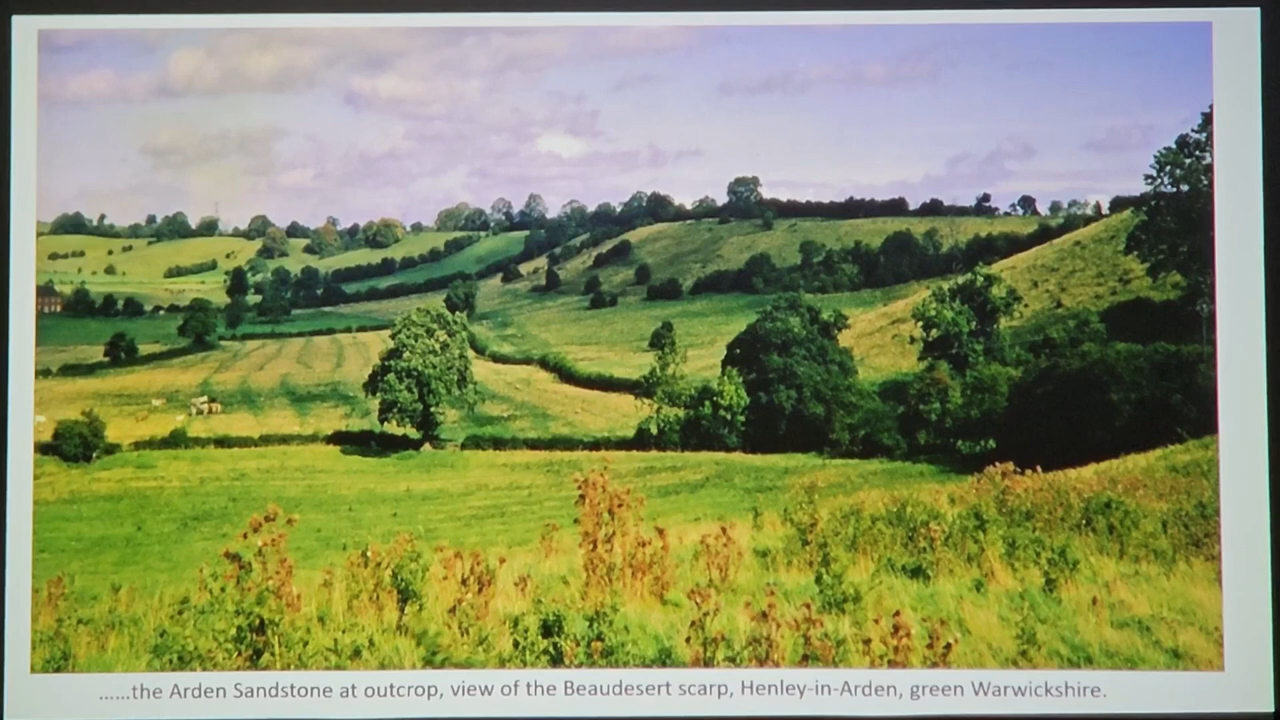 ......the Arden Sandstone at outcrop, view of the Beaudesert scarp, Henley-in-Arden, green Warwickshire.